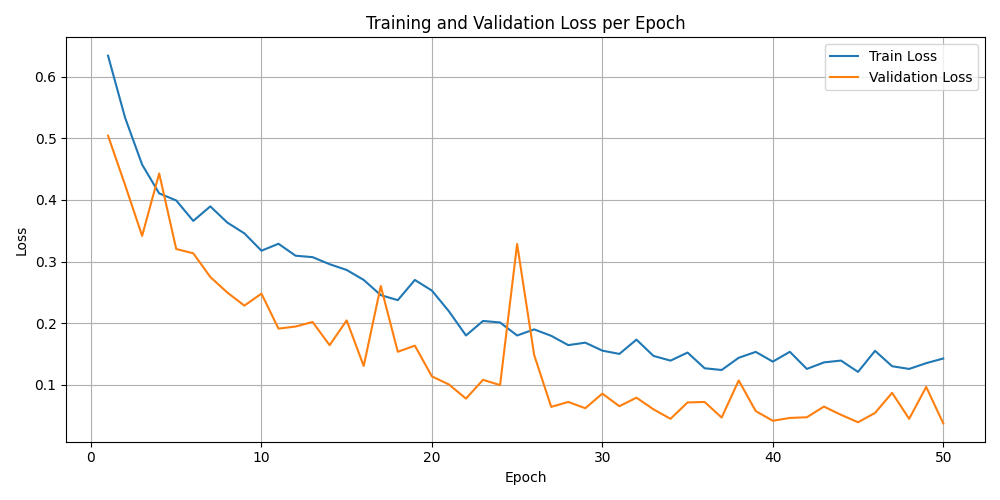 Training and Validation Loss per Epoch
Train Loss
Validation Loss
0.6
0.5
0.4
0.3
0.2
0.1
Loss
0 10 20 30 40 50
Epoch